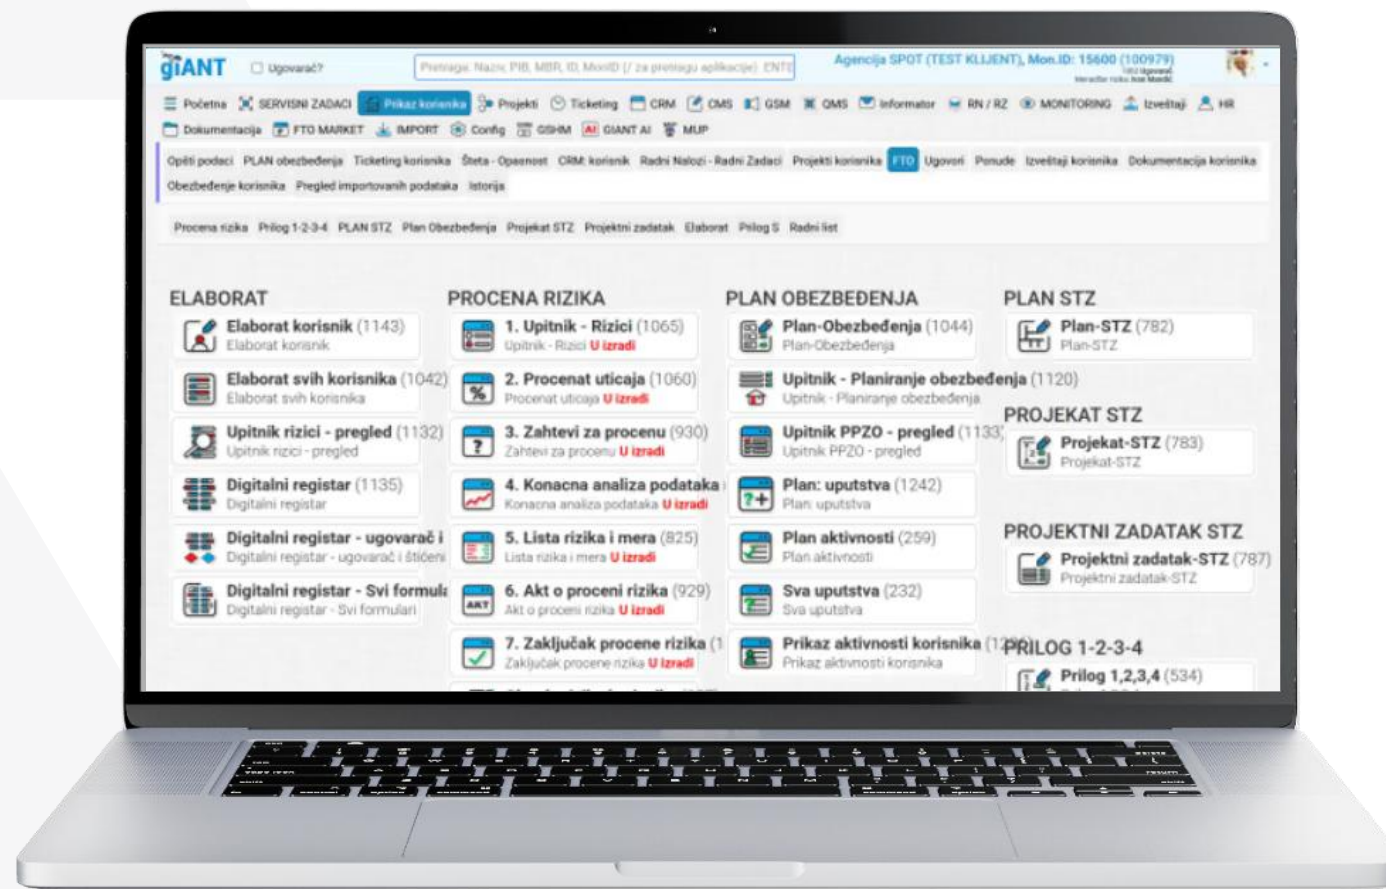 giANT
Ugovarač?
Pretraga: Naziv, PIB, MBR, ID, MonID (/ za pretragu aplikacije) ENTE
Agencija SPOT (TEST KLIJENT), Mon.ID: 15600 (100979)
Početna SERVISNI ZADACI Prikaz korisnika Projekti Ticketing CRM CMS GSM QMS Informator RN / RZ MONITORING Izveštaji HR
Dokumentacija FTO MARKET IMPORT Config GSHM AI GIANT AI MUP
Opšti podaci PLAN obezbeđenja Ticketing korisnika Šteta - Opasnost CRM: korisnik Radni Nalozi - Radni Zadaci Projekti korisnika FTO Ugovori Ponude Izveštaji korisnika Dokumentacija korisnika
Obezbeđenje korisnika Pregled importovanih podataka Istorija
Procena rizika Prilog 1-2-3-4 PLAN STZ Plan Obezbeđenja Projekat STZ Projektni zadatak Elaborat Prilog S Radni list
ELABORAT
Elaborat korisnik (1143)
Elaborat korisnik
Elaborat svih korisnika (1042)
Elaborat svih korisnika
Upitnik rizici - pregled (1132)
Upitnik rizici - pregled
Digitalni registar (1135)
Digitalni registar
Digitalni registar - ugovarač i
Digitalni registar - ugovarač i štićeni
Digitalni registar - Svi formula
Digitalni registar - Svi formulari
PROCENA RIZIKA
1. Upitnik - Rizici (1065)
Upitnik - Rizici U izradi
2. Procenat uticaja (1060)
Procenat uticaja U izradi
3. Zahtevi za procenu (930)
Zahtevi za procenu U izradi
4. Konacna analiza podataka
Konacna analiza podataka U izradi
5. Lista rizika i mera (825)
Lista rizika i mera U izradi
6. Akt o proceni rizika (929)
Akt o proceni rizika U izradi
7. Zaključak procene rizika (1
Zaključak procene rizika U izradi
PLAN OBEZBEĐENJA
Plan-Obezbeđenja (1044)
Plan-Obezbeđenja
Upitnik - Planiranje obezbeđenja (1120)
Upitnik - Planiranje obezbeđenja
Upitnik PPZO - pregled (1133)
Upitnik PPZO - pregled
Plan: uputstva (1242)
Plan: uputstva
Plan aktivnosti (259)
Plan aktivnosti
Sva uputstva (232)
Sva uputstva
Prikaz aktivnosti korisnika
Prikaz aktivnosti korisnika
PLAN STZ
Plan-STZ (782)
Plan-STZ
PROJEKAT STZ
Projekat-STZ (783)
Projekat-STZ
PROJEKTNI ZADATAK STZ
Projektni zadatak-STZ (787)
Projektni zadatak-STZ
PRILOG 1-2-3-4
Prilog 1,2,3,4 (534)